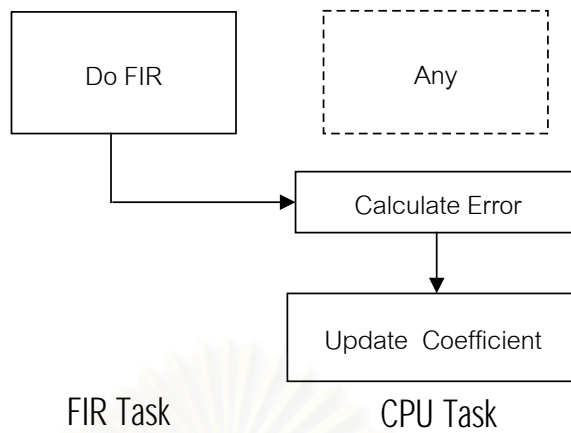 Do FIR
Any
Calculate Error
Update Coefficient
FIR Task
CPU Task